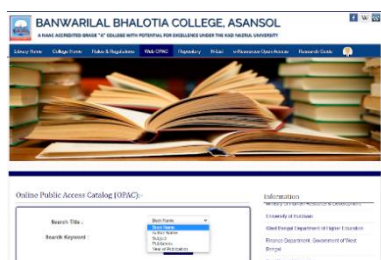 BANWARILAL BHALOTIA COLLEGE, ASANSOL
A NAAC ACCREDITED GRADE "A" COLLEGE WITH POTENTIAL FOR EXCELLENCE UNDER THE KAZI NAZRUL UNIVERSITY
Library Home College Home Rules & Regulations Web OPAC Repository N-List e-Resources Open Access Research Guide
Online Public Access Catalog (OPAC):-
Information
Search Title :
Book Name
Book Name
Author Name
Subject
Publisher
Year of Publication
Search Keyword
University of Burdwan
West Bengal Department of Higher Education
Finance Department, Government of West
Bengal